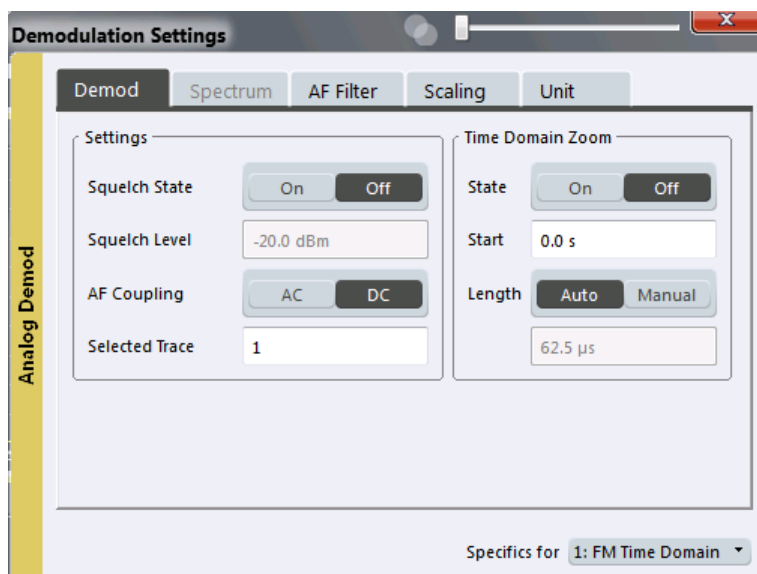 Demodulation Settings
Analog Demod
Demod Spectrum AF Filter Scaling Unit
Settings
Squelch State On Off
Squelch Level -20.0 dBm
AF Coupling AC DC
Selected Trace 1
Time Domain Zoom
State On Off
Start 0.0 s
Length Auto Manual
62.5 µs
Specifics for 1: FM Time Domain